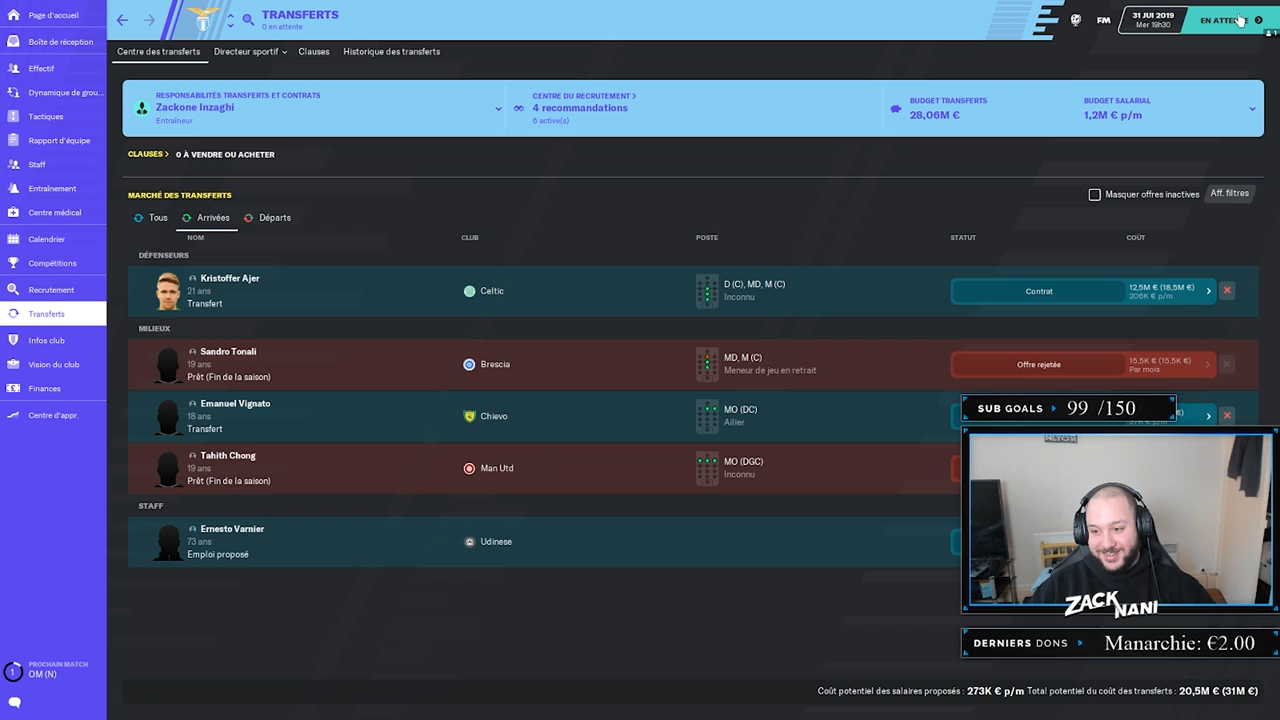 Page d'accueil
Boîte de réception
Effectif
Dynamique de grou...
Tactiques
Rapport d'équipe
Staff
Entraînement
Centre médical
Calendrier
Compétitions
Recrutement
Transferts
Infos club
Vision du club
Finances
Centre d'appr.
1
PROCHAIN MATCH
OM (N)
TRANSFERTS
0 en attente
FM
31 JUI 2019
Mer 19h30
EN ATTENTE
1
Centre des transferts
Directeur sportif
Clauses
Historique des transferts
RESPONSABILITÉS TRANSFERTS ET CONTRATS
Zackone Inzaghi
Entraîneur
CENTRE DU RECRUTEMENT >
4 recommandations
6 active(s)
BUDGET TRANSFERTS
28,06M €
BUDGET SALARIAL
1,2M € p/m
CLAUSES > 0 À VENDRE OU ACHETER
MARCHÉ DES TRANSFERTS
Masquer offres inactives
Aff. filtres
Tous
Arrivées
Départs
NOM CLUB POSTE STATUT COÛT
DÉFENSEURS
Kristoffer Ajer
21 ans
Transfert
Celtic
D (C), MD, M (C)
Inconnu
Contrat
12,5M € (18,5M €)
206K € p/m
MILIEUX
Sandro Tonali
19 ans
Prêt (Fin de la saison)
Brescia
MD, M (C)
Meneur de jeu en retrait
Offre rejetée
15,5K € (15,5K €)
Par mois
Emanuel Vignato
18 ans
Transfert
Chievo
MO (DC)
Ailier
Tahith Chong
19 ans
Prêt (Fin de la saison)
Man Utd
MO (DGC)
Inconnu
STAFF
Ernesto Varnier
73 ans
Emploi proposé
Udinese
SUB GOALS 99 /150
ZACK NANI
DERNIERS DONS Manarchie: €2.00
Coût potentiel des salaires proposés : 273K € p/m Total potentiel du coût des transferts : 20,5M € (31M €)